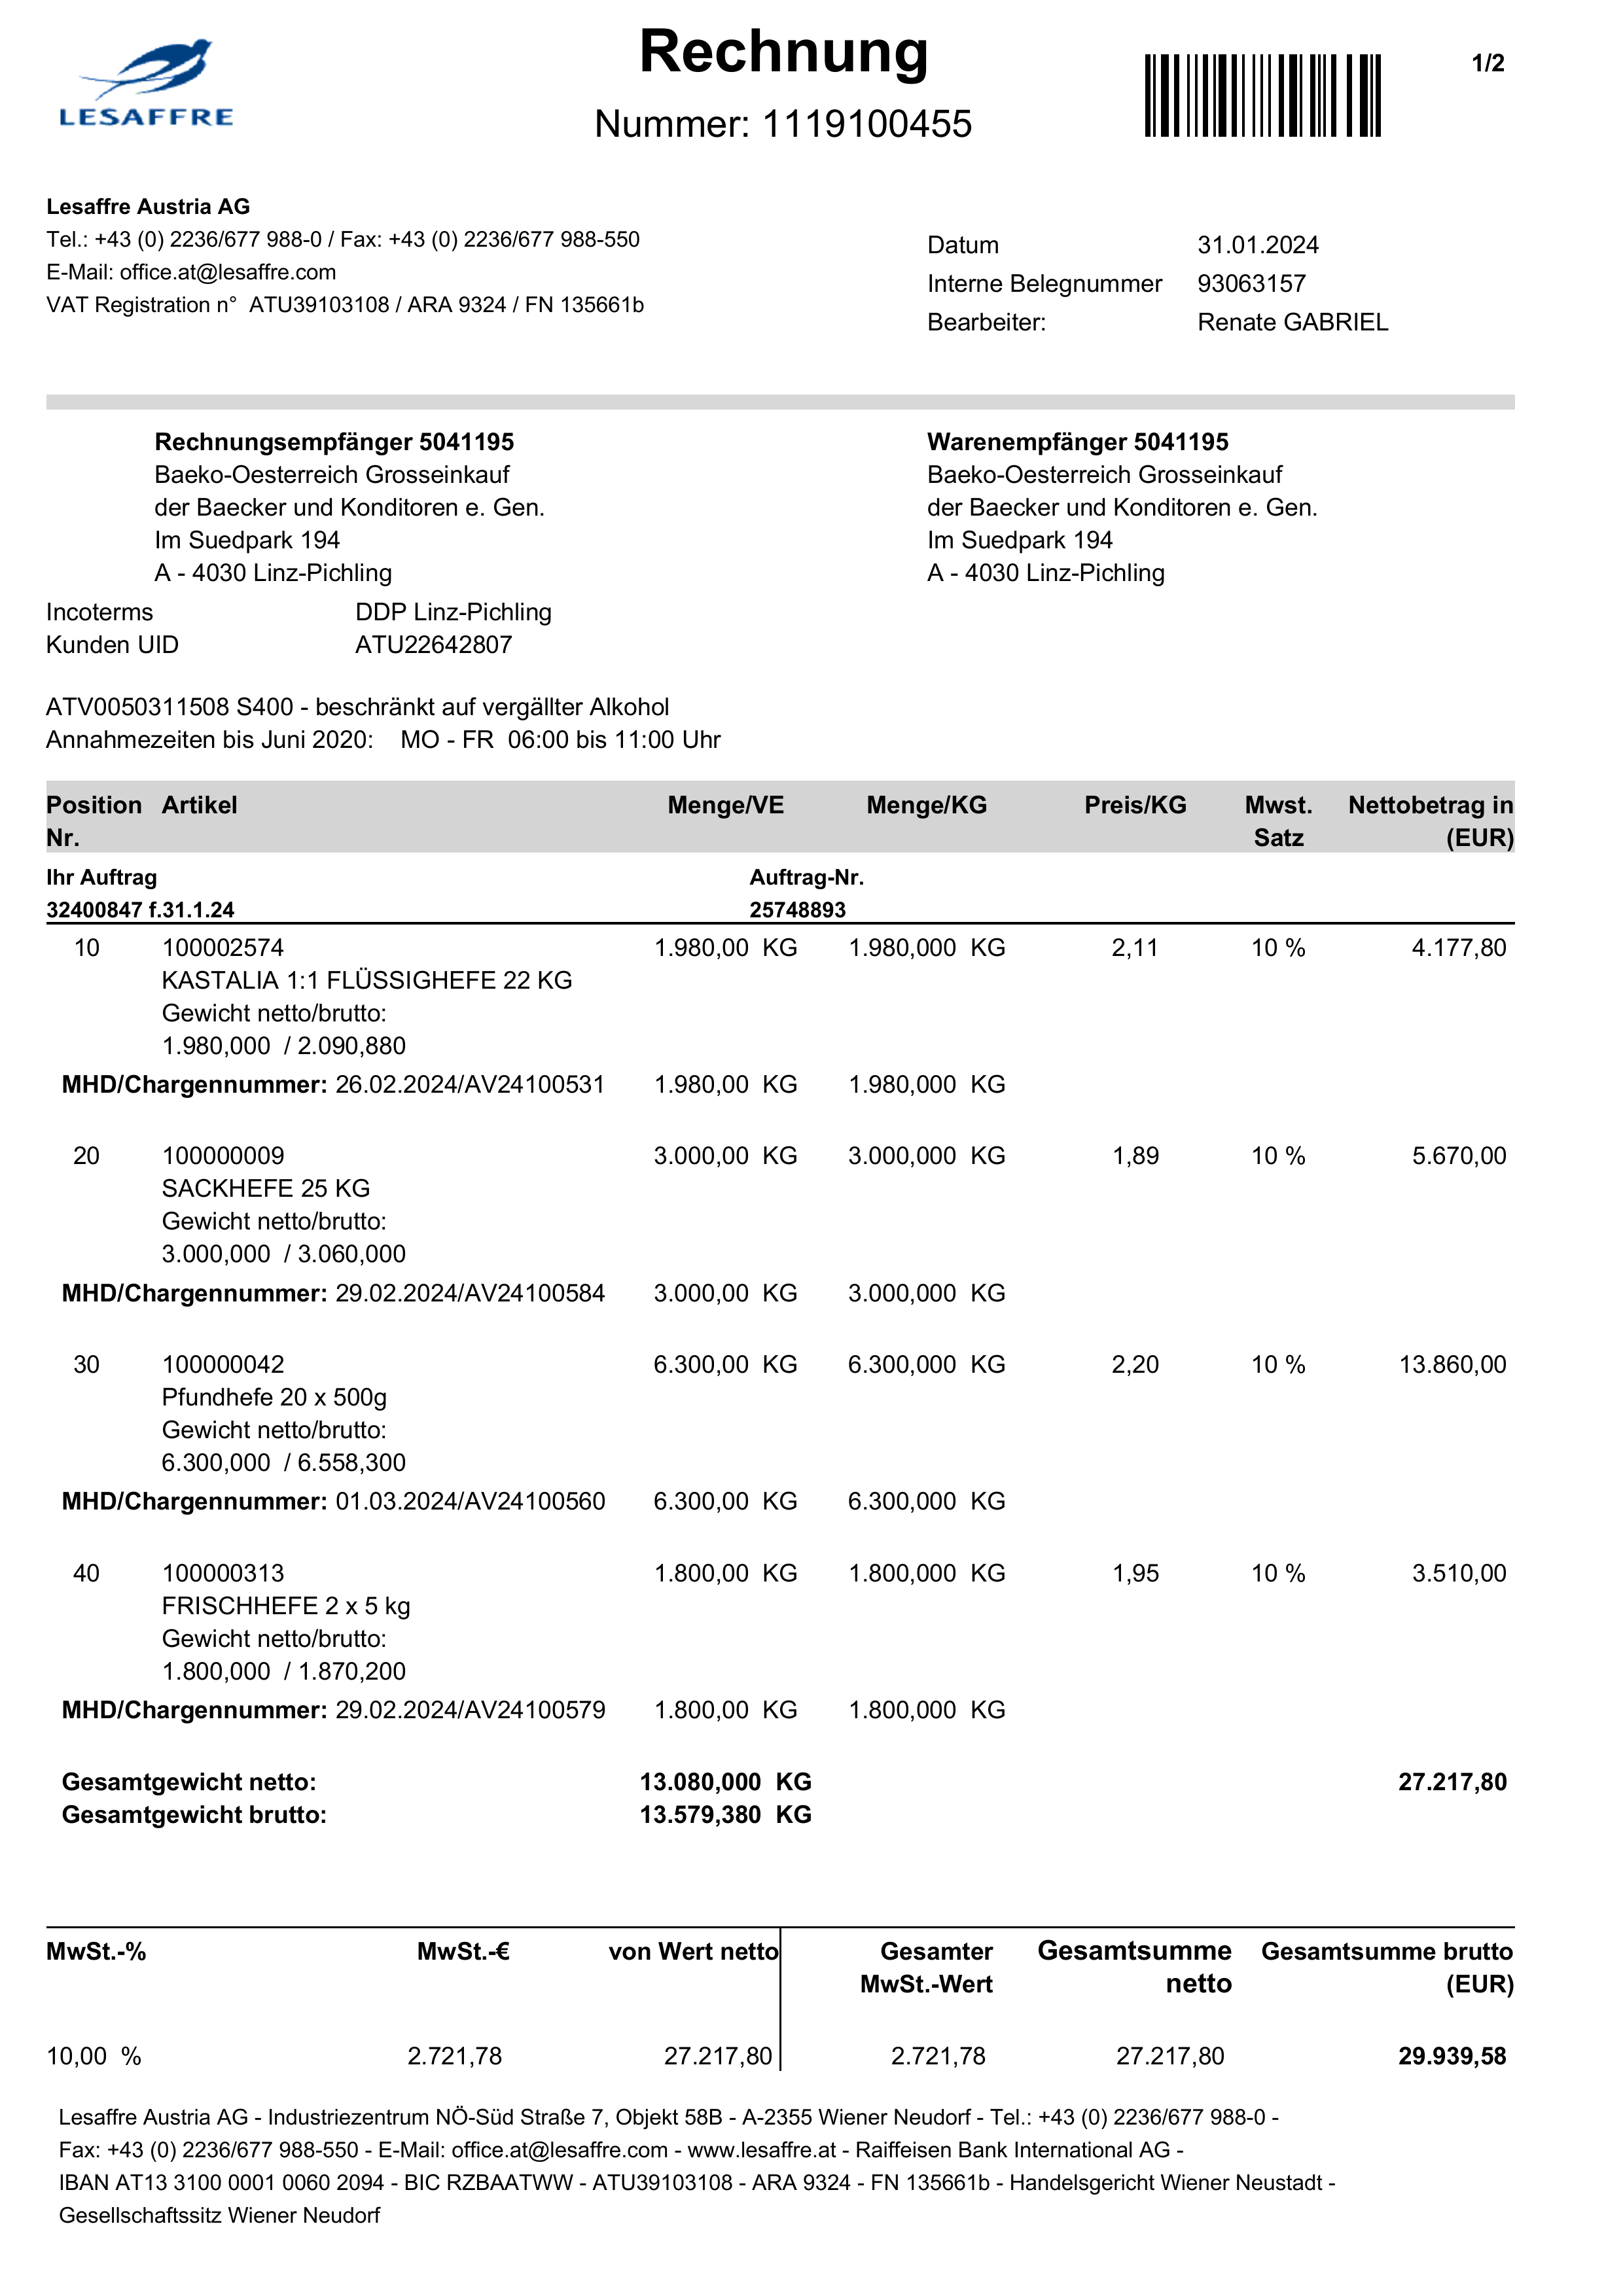 LESAFFRE
Rechnung
Nummer: 1119100455
1/2
Lesaffre Austria AG
Tel.: +43 (0) 2236/677 988-0 / Fax: +43 (0) 2236/677 988-550
E-Mail: office.at@lesaffre.com
VAT Registration n° ATU39103108 / ARA 9324 / FN 135661b
Datum 31.01.2024
Interne Belegnummer 93063157
Bearbeiter: Renate GABRIEL
Rechnungsempfänger 5041195
Baeko-Oesterreich Grosseinkauf
der Baecker und Konditoren e. Gen.
Im Suedpark 194
A - 4030 Linz-Pichling
Warenempfänger 5041195
Baeko-Oesterreich Grosseinkauf
der Baecker und Konditoren e. Gen.
Im Suedpark 194
A - 4030 Linz-Pichling
Incoterms DDP Linz-Pichling
Kunden UID ATU22642807
ATV0050311508 S400 - beschränkt auf vergällter Alkohol
Annahmezeiten bis Juni 2020: MO - FR 06:00 bis 11:00 Uhr
Position Artikel Menge/VE Menge/KG Preis/KG Mwst. Nettobetrag in
Nr. Satz (EUR)
Ihr Auftrag Auftrag-Nr.
32400847 f.31.1.24 25748893
10 100002574 1.980,00 KG 1.980,000 KG 2,11 10 % 4.177,80
KASTALIA 1:1 FLÜSSIGHEFE 22 KG
Gewicht netto/brutto:
1.980,000 / 2.090,880
MHD/Chargennummer: 26.02.2024/AV24100531 1.980,00 KG 1.980,000 KG
20 100000009 3.000,00 KG 3.000,000 KG 1,89 10 % 5.670,00
SACKHEFE 25 KG
Gewicht netto/brutto:
3.000,000 / 3.060,000
MHD/Chargennummer: 29.02.2024/AV24100584 3.000,00 KG 3.000,000 KG
30 100000042 6.300,00 KG 6.300,000 KG 2,20 10 % 13.860,00
Pfundhefe 20 x 500g
Gewicht netto/brutto:
6.300,000 / 6.558,300
MHD/Chargennummer: 01.03.2024/AV24100560 6.300,00 KG 6.300,000 KG
40 100000313 1.800,00 KG 1.800,000 KG 1,95 10 % 3.510,00
FRISCHHEFE 2 x 5 kg
Gewicht netto/brutto:
1.800,000 / 1.870,200
MHD/Chargennummer: 29.02.2024/AV24100579 1.800,00 KG 1.800,000 KG
Gesamtgewicht netto: 13.080,000 KG 27.217,80
Gesamtgewicht brutto: 13.579,380 KG
MwSt.-% MwSt.-€ von Wert netto Gesamter Gesamtsumme Gesamtsumme brutto
MwSt.-Wert netto (EUR)
10,00 % 2.721,78 27.217,80 2.721,78 27.217,80 29.939,58
Lesaffre Austria AG - Industriezentrum NÖ-Süd Straße 7, Objekt 58B - A-2355 Wiener Neudorf - Tel.: +43 (0) 2236/677 988-0 -
Fax: +43 (0) 2236/677 988-550 - E-Mail: office.at@lesaffre.com - www.lesaffre.at - Raiffeisen Bank International AG -
IBAN AT13 3100 0001 0060 2094 - BIC RZBAATWW - ATU39103108 - ARA 9324 - FN 135661b - Handelsgericht Wiener Neustadt -
Gesellschaftssitz Wiener Neudorf